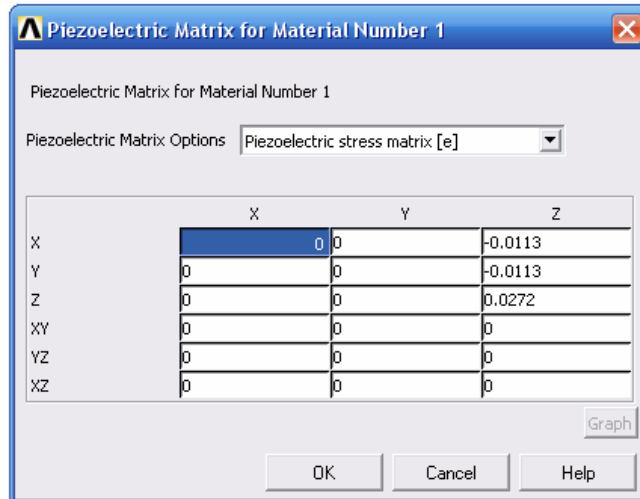 Piezoelectric Matrix for Material Number 1
Piezoelectric Matrix for Material Number 1
Piezoelectric Matrix Options Piezoelectric stress matrix [e]
X Y Z
X 0 0 -0.0113
Y 0 0 -0.0113
Z 0 0 0.0272
XY 0 0 0
YZ 0 0 0
XZ 0 0 0
Graph
OK Cancel Help